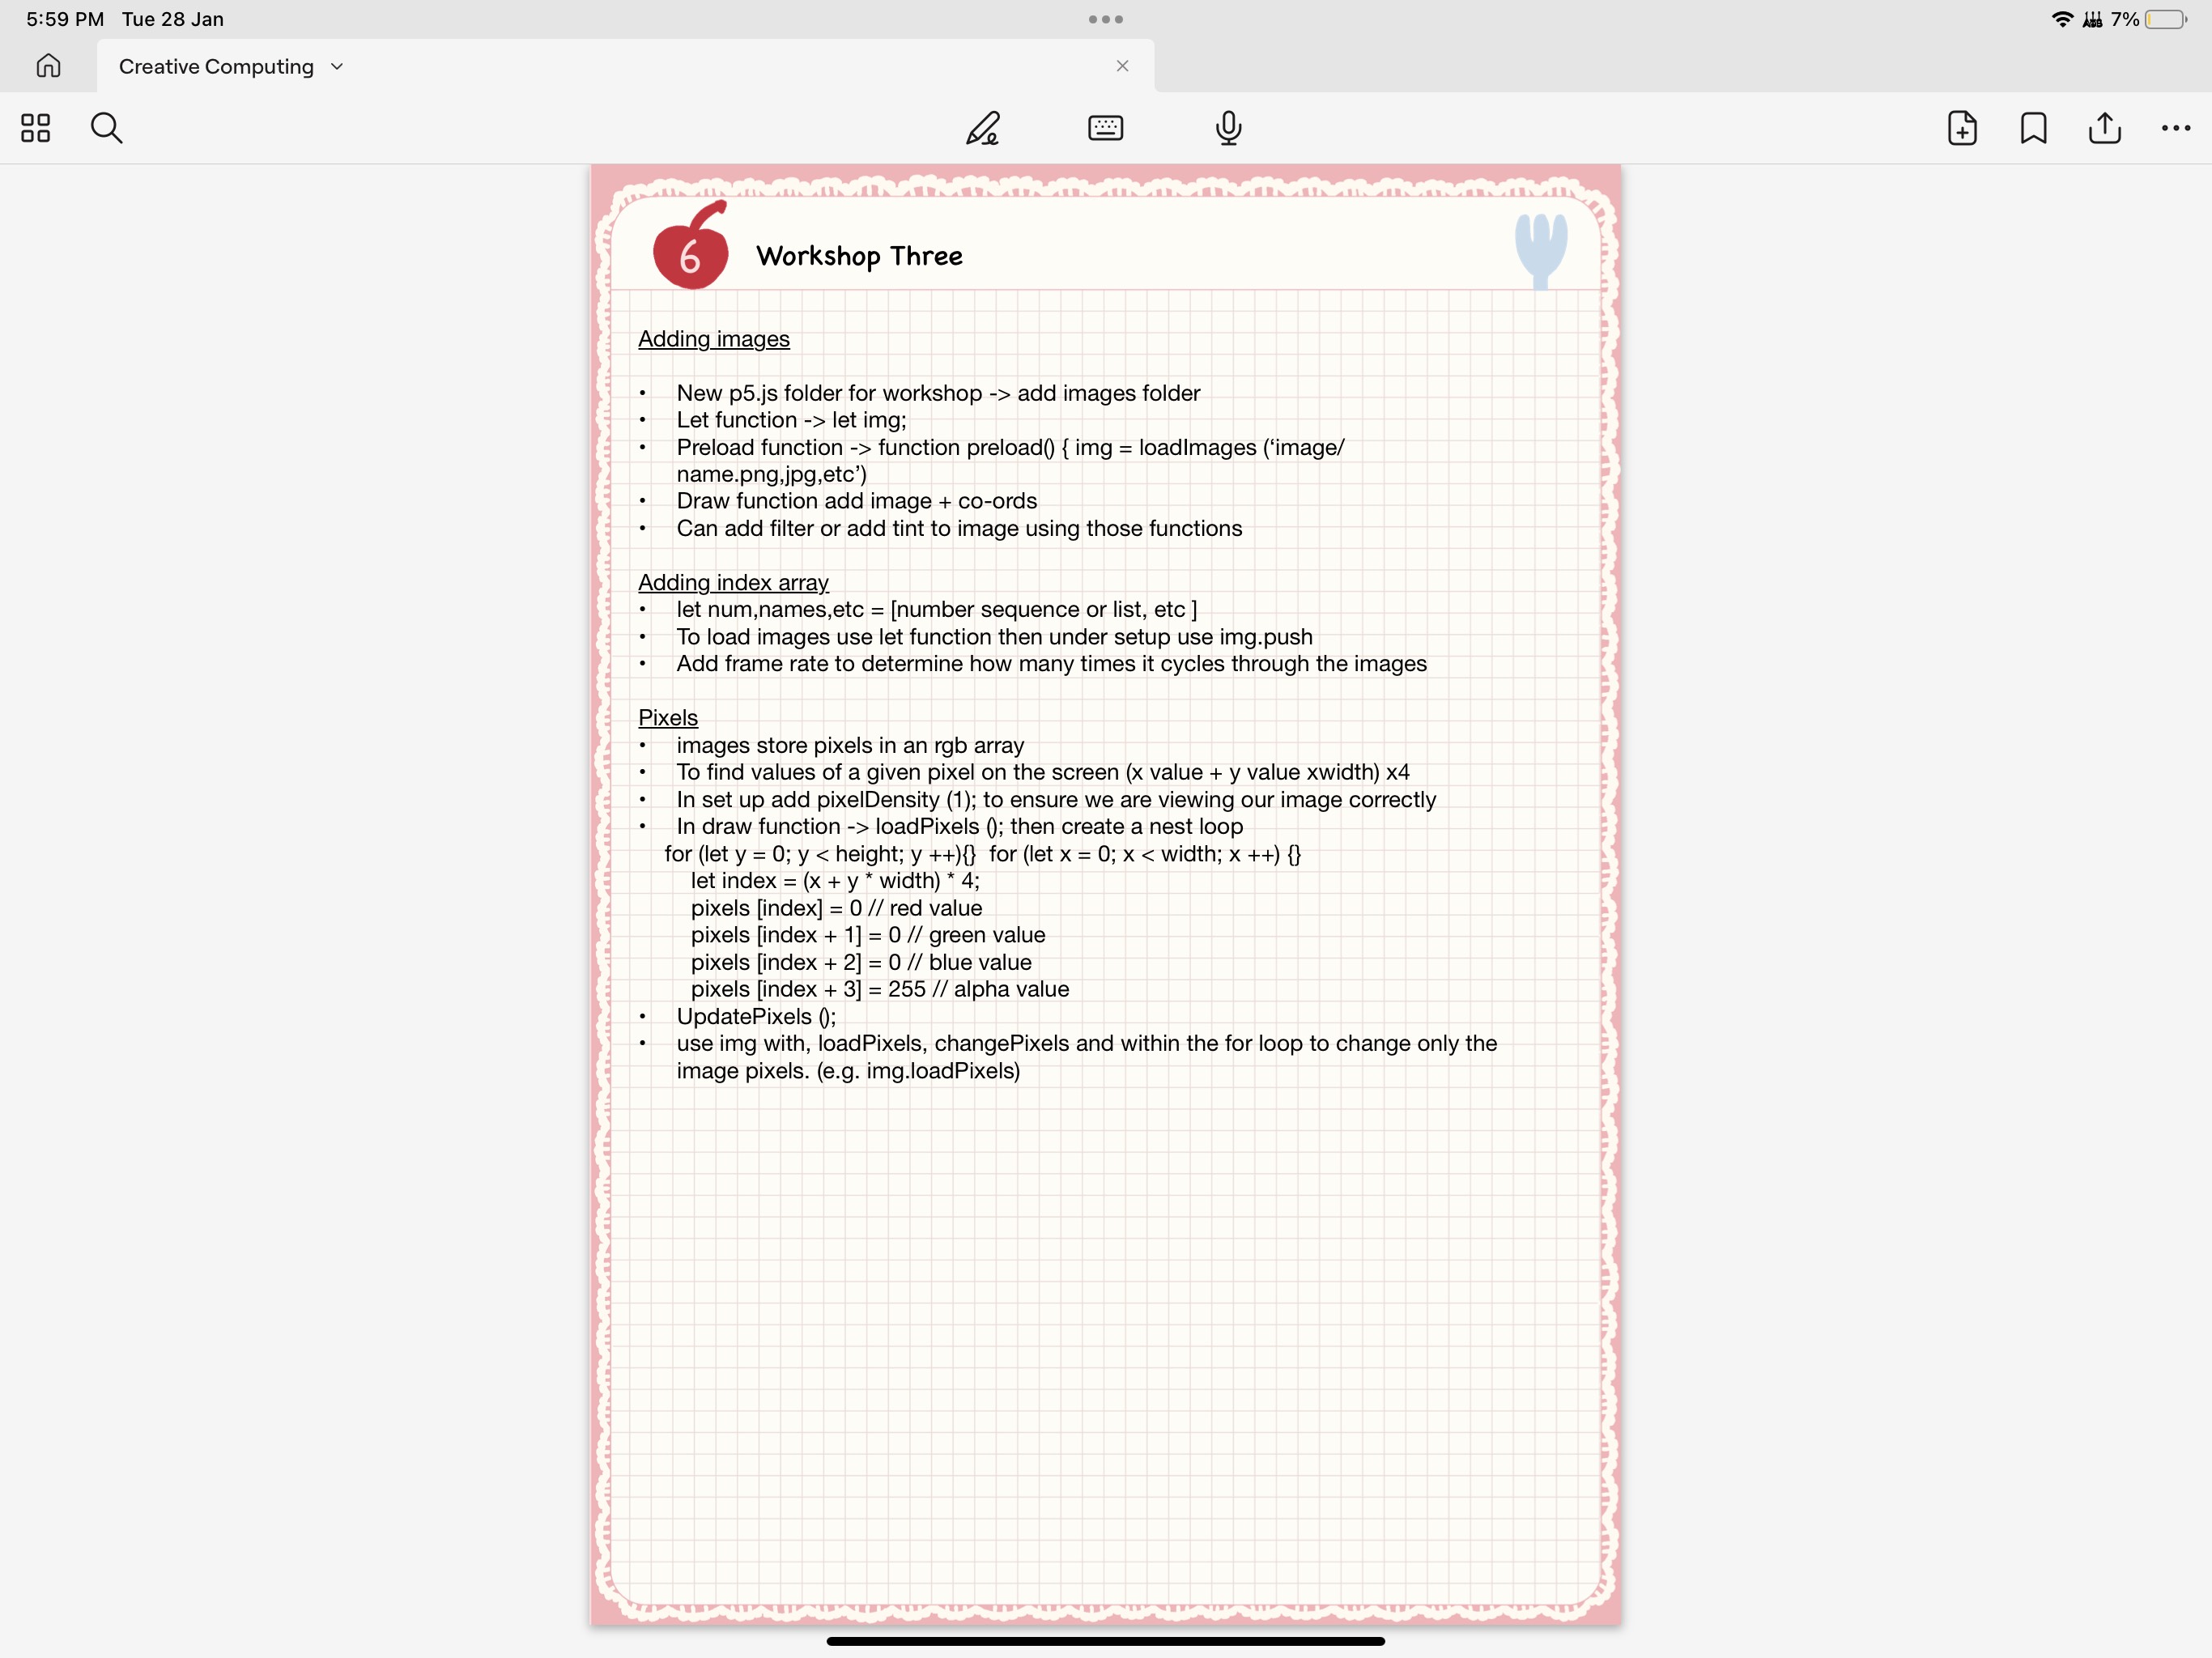 5:59 PM Tue 28 Jan
7%
Creative Computing
6
Workshop Three
Adding images
• New p5.js folder for workshop -> add images folder
• Let function -> let img;
• Preload function -> function preload() { img = loadImages (‘image/
name.png,jpg,etc’)
• Draw function add image + co-ords
• Can add filter or add tint to image using those functions
Adding index array
• let num,names,etc = [number sequence or list, etc ]
• To load images use let function then under setup use img.push
• Add frame rate to determine how many times it cycles through the images
Pixels
• images store pixels in an rgb array
• To find values of a given pixel on the screen (x value + y value xwidth) x4
• In set up add pixelDensity (1); to ensure we are viewing our image correctly
• In draw function -> loadPixels (); then create a nest loop
for (let y = 0; y < height; y ++){} for (let x = 0; x < width; x ++) {}
let index = (x + y * width) * 4;
pixels [index] = 0 // red value
pixels [index + 1] = 0 // green value
pixels [index + 2] = 0 // blue value
pixels [index + 3] = 255 // alpha value
• UpdatePixels ();
• use img with, loadPixels, changePixels and within the for loop to change only the
image pixels. (e.g. img.loadPixels)